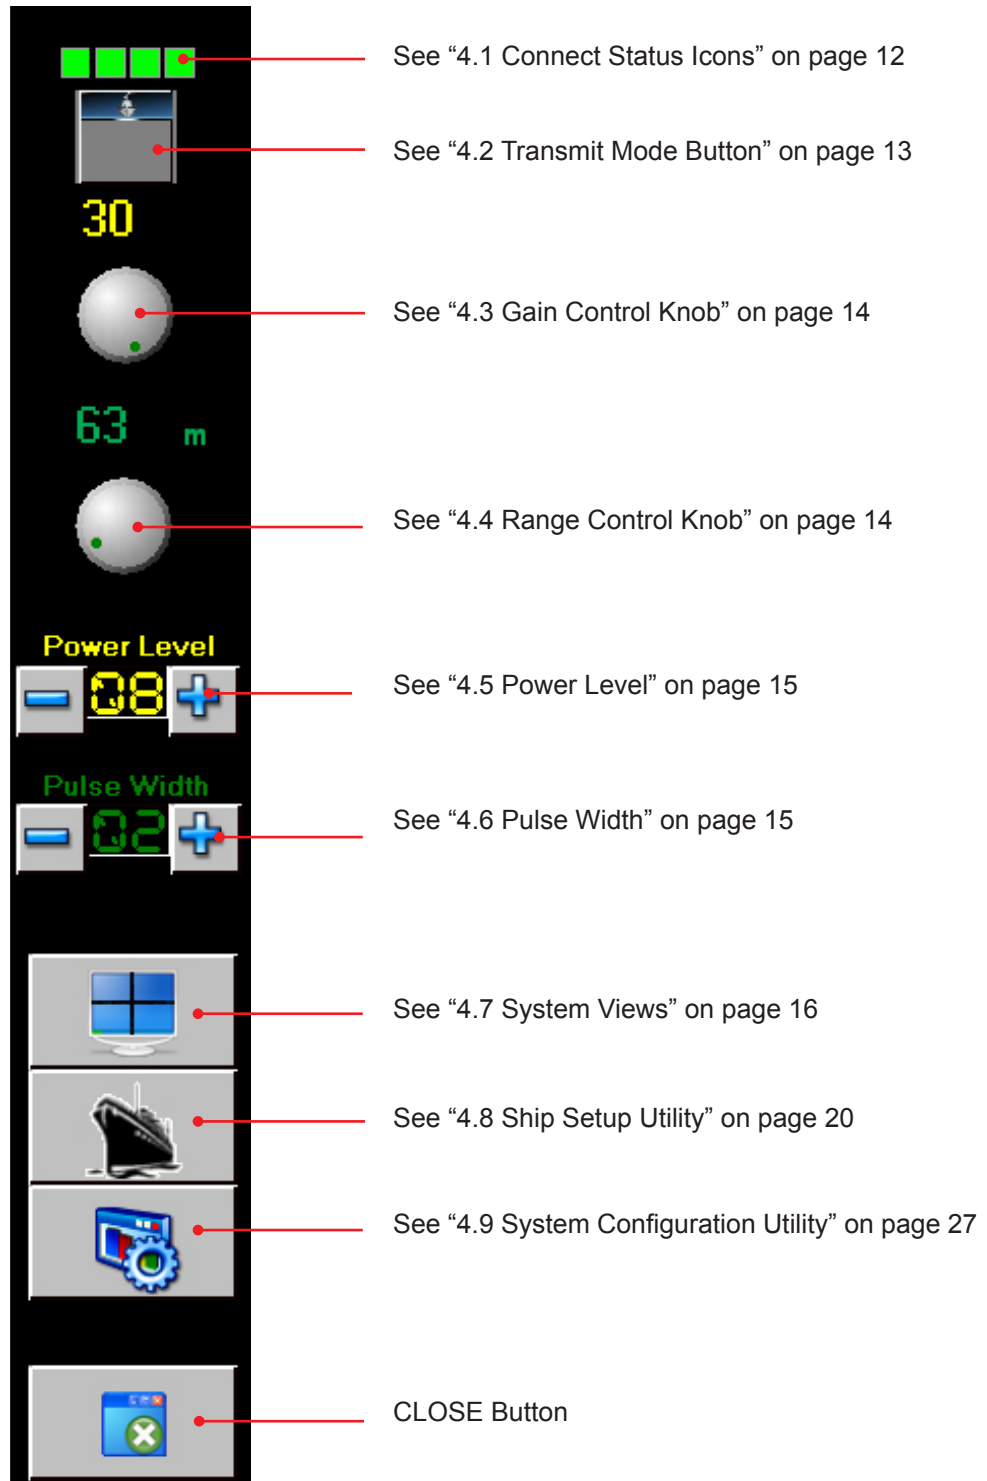 See “4.1 Connect Status Icons” on page 12
See “4.2 Transmit Mode Button” on page 13
30
See “4.3 Gain Control Knob” on page 14
63 m
See “4.4 Range Control Knob” on page 14
Power Level
08
See “4.5 Power Level” on page 15
Pulse Width
02
See “4.6 Pulse Width” on page 15
See “4.7 System Views” on page 16
See “4.8 Ship Setup Utility” on page 20
See “4.9 System Configuration Utility” on page 27
CLOSE Button